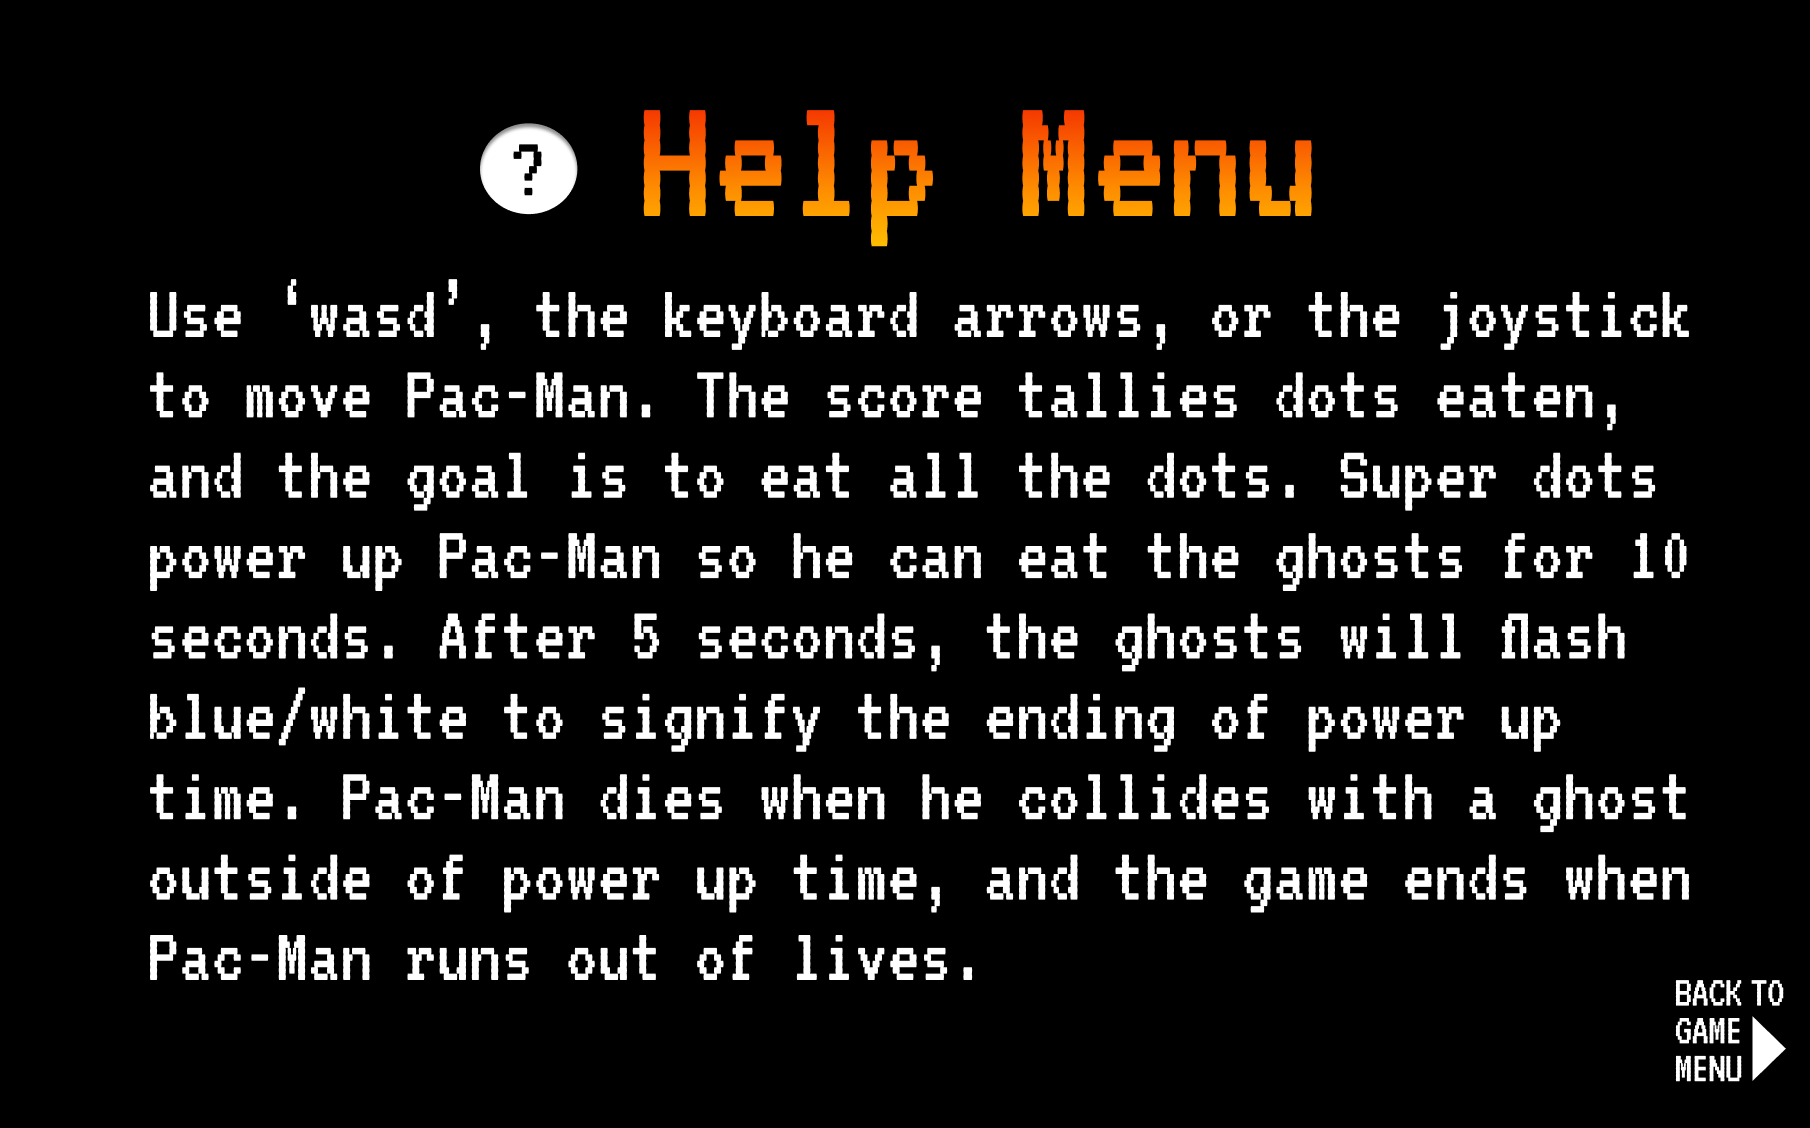 ? Help Menu
Use ‘wasd’, the keyboard arrows, or the joystick
to move Pac-Man. The score tallies dots eaten,
and the goal is to eat all the dots. Super dots
power up Pac-Man so he can eat the ghosts for 10
seconds. After 5 seconds, the ghosts will flash
blue/white to signify the ending of power up
time. Pac-Man dies when he collides with a ghost
outside of power up time, and the game ends when
Pac-Man runs out of lives.
BACK TO
GAME
MENU